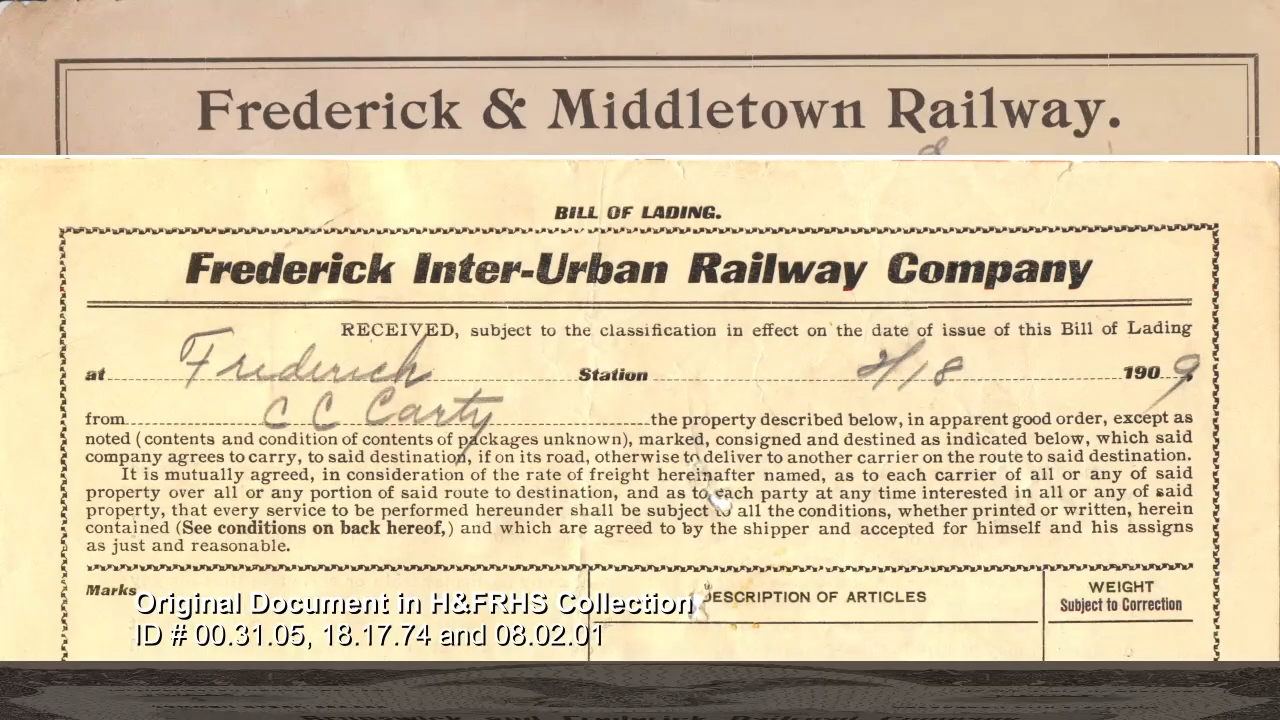 Frederick & Middletown Railway.
BILL OF LADING.
Frederick Inter-Urban Railway Company
RECEIVED, subject to the classification in effect on the date of issue of this Bill of Lading
at Frederick Station 2/18 1909.
from C C Carty the property described below, in apparent good order, except as
noted (contents and condition of contents of packages unknown), marked, consigned and destined as indicated below, which said
company agrees to carry, to said destination, if on its road, otherwise to deliver to another carrier on the route to said destination.
It is mutually agreed, in consideration of the rate of freight hereinafter named, as to each carrier of all or any of said
property over all or any portion of said route to destination, and as to each party at any time interested in all or any of said
property, that every service to be performed hereunder shall be subject to all the conditions, whether printed or written, herein
contained (See conditions on back hereof,) and which are agreed to by the shipper and accepted for himself and his assigns
as just and reasonable.
Marks
DESCRIPTION OF ARTICLES
WEIGHT
Subject to Correction
Original Document in H&FRHS Collection
ID # 00.31.05, 18.17.74 and 08.02.01
Brunswick and Frederick Railroad Company